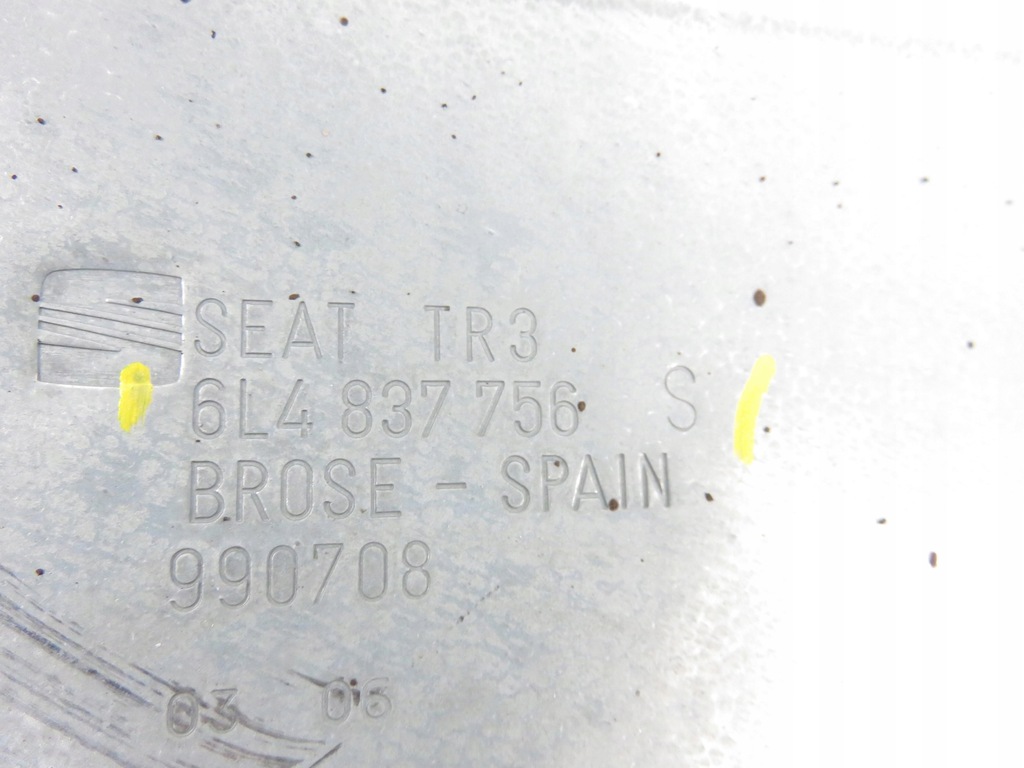 SEAT TR3
6L4 837 756 S
BROSE - SPAIN
990708
03 06